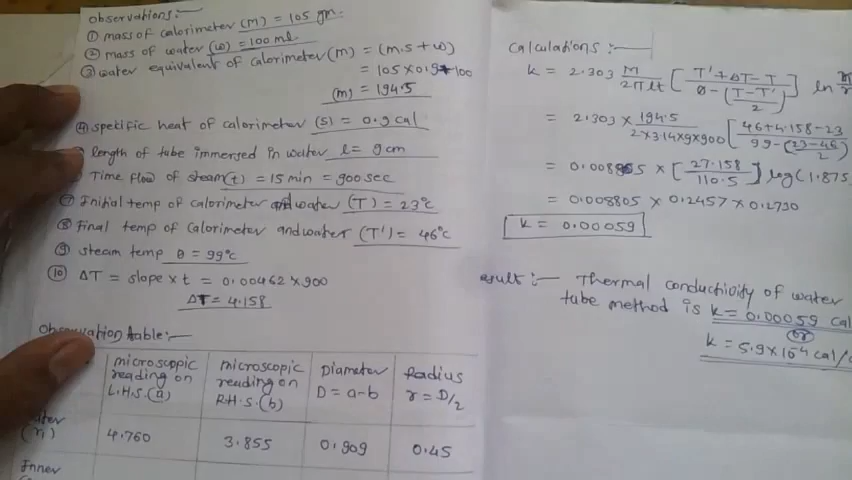 Observations :-
① mass of calorimeter (m) = 105 gm.
② mass of water (w) = 100 ml
③ water equivalent of calorimeter (M) = (m.s + w)
= 105 × 0.9 + 100
(m) = 194.5
④ specific heat of calorimeter (s) = 0.9 cal
length of tube immersed in water l = 9 cm
Time flow of steam (t) = 15 min = 900 sec
⑦ Initial temp of calorimeter and water (T) = 23°c
⑧ Final temp of calorimeter and water (T') = 46°c
⑨ steam temp θ = 99°c
⑩ ΔT = slope × t = 0.00462 × 900
ΔT = 4.158
Observation table :-
microscopic reading on L.H.S. (a)
microscopic reading on R.H.S. (b)
Diameter D = a-b
Radius r = D/2
(r₁)
4.760
3.855
0.909
0.45
Inner
Calculations :-
K = 2.303 M/2πlt [T' + ΔT - T / θ - (T - T'/2)] ln
= 2.303 × 194.5/2×3.14×9×900 [46+4.158-23 / 99-(23-46/2)]
= 0.008805 × [27.158/110.5] log(1.875
= 0.008805 × 0.2457 × 0.2730
K = 0.00059
result :- Thermal conductivity of water
tube method is K = 0.00059 cal
(or)
K = 5.9×10⁻⁴ cal/